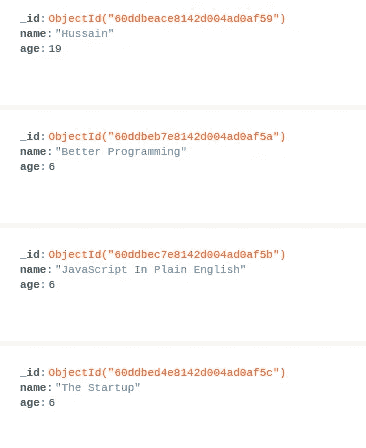 _id: ObjectId("60ddbeace8142d004ad0af59")
name: "Hussain"
age: 19
_id: ObjectId("60ddbeb7e8142d004ad0af5a")
name: "Better Programming"
age: 6
_id: ObjectId("60ddbec7e8142d004ad0af5b")
name: "JavaScript In Plain English"
age: 6
_id: ObjectId("60ddbed4e8142d004ad0af5c")
name: "The Startup"
age: 6